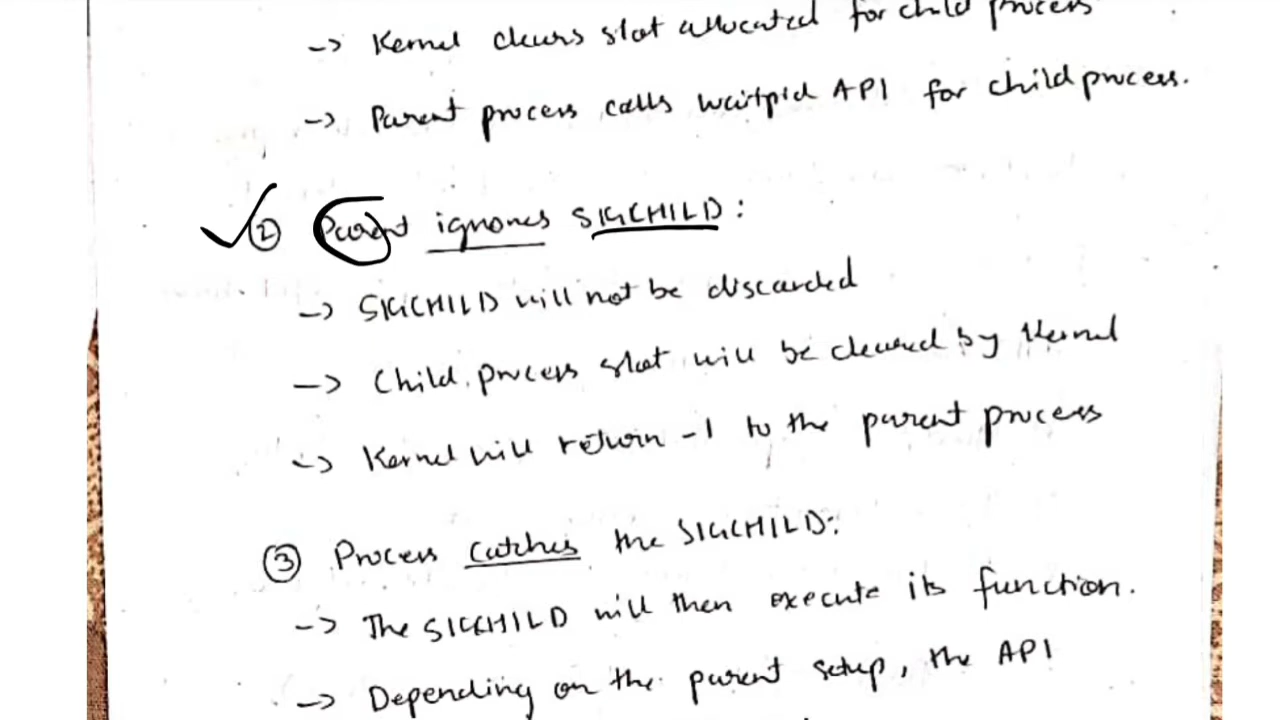 -> Kernel clears slot allocated for child process
-> Parent process calls waitpid API for child process.
② Parent ignores SIGCHILD :
-> SIGCHILD will not be discarded
-> Child process slot will be cleared by Kernel
-> Kernel will return -1 to the parent process
③ Process catches the SIGCHILD:
-> The SIGCHILD will then execute its function.
-> Depending on the parent setup, the API